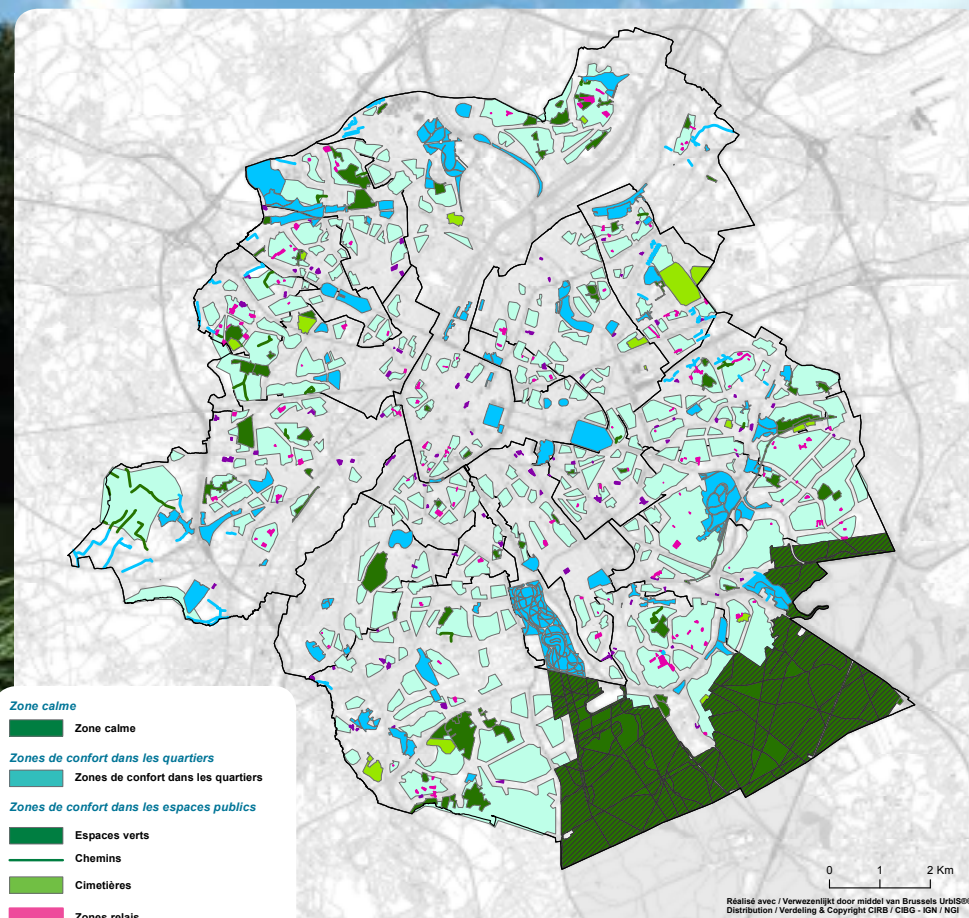 Zone calme
Zone calme
Zones de confort dans les quartiers
Zones de confort dans les quartiers
Zones de confort dans les espaces publics
Espaces verts
Chemins
Cimetières
Zones relais
0 1 2 Km
Réalisé avec / Verwezenlijkt door middel van Brussels UrbIS®©
Distribution / Verdeling & Copyright CIRB / CIBG - IGN / NGI